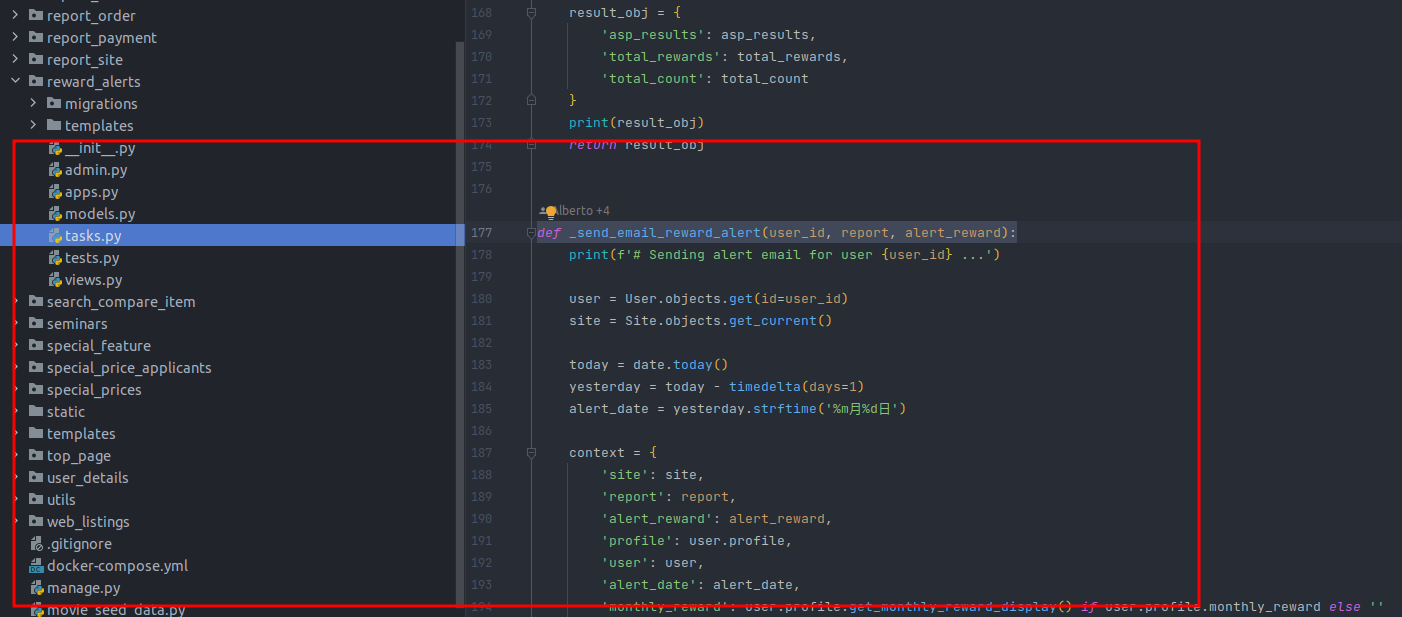 report_order
report_payment
report_site
reward_alerts
migrations
templates
__init__.py
admin.py
apps.py
models.py
tasks.py
tests.py
views.py
search_compare_item
seminars
special_feature
special_price_applicants
special_prices
static
templates
top_page
user_details
utils
web_listings
.gitignore
docker-compose.yml
manage.py
movie_seed_data.py
168 result_obj = {
169 'asp_results': asp_results,
170 'total_rewards': total_rewards,
171 'total_count': total_count
172 }
173 print(result_obj)
174 return result_obj
175
176
Alberto +4
177 def _send_email_reward_alert(user_id, report, alert_reward):
178 print(f'# Sending alert email for user {user_id} ...')
179
180 user = User.objects.get(id=user_id)
181 site = Site.objects.get_current()
182
183 today = date.today()
184 yesterday = today - timedelta(days=1)
185 alert_date = yesterday.strftime('%m月%d日')
186
187 context = {
188 'site': site,
189 'report': report,
190 'alert_reward': alert_reward,
191 'profile': user.profile,
192 'user': user,
193 'alert_date': alert_date,
194 'monthly_reward': user.profile.get_monthly_reward_display() if user.profile.monthly_reward else ''